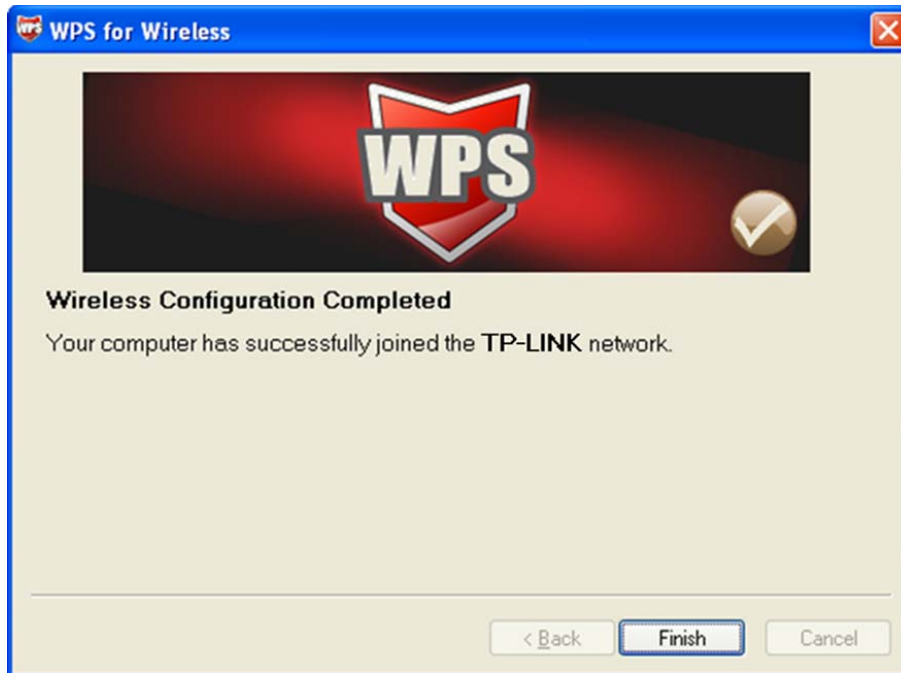 WPS for Wireless
WPS
Wireless Configuration Completed
Your computer has successfully joined the TP-LINK network.
< Back
Finish
Cancel